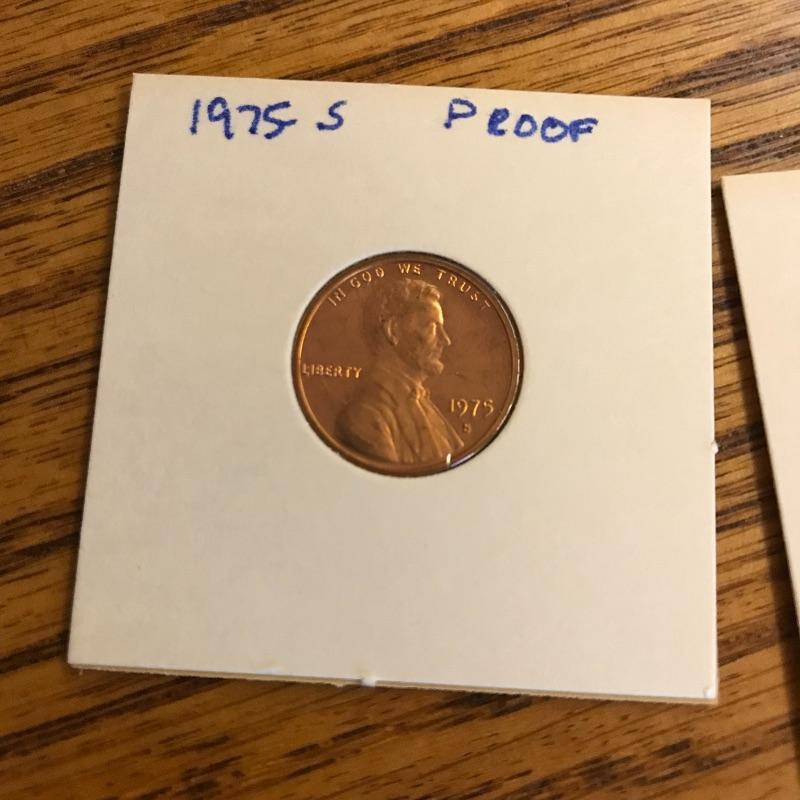 1975 S PROOF
IN GOD WE TRUST
LIBERTY
1975
S